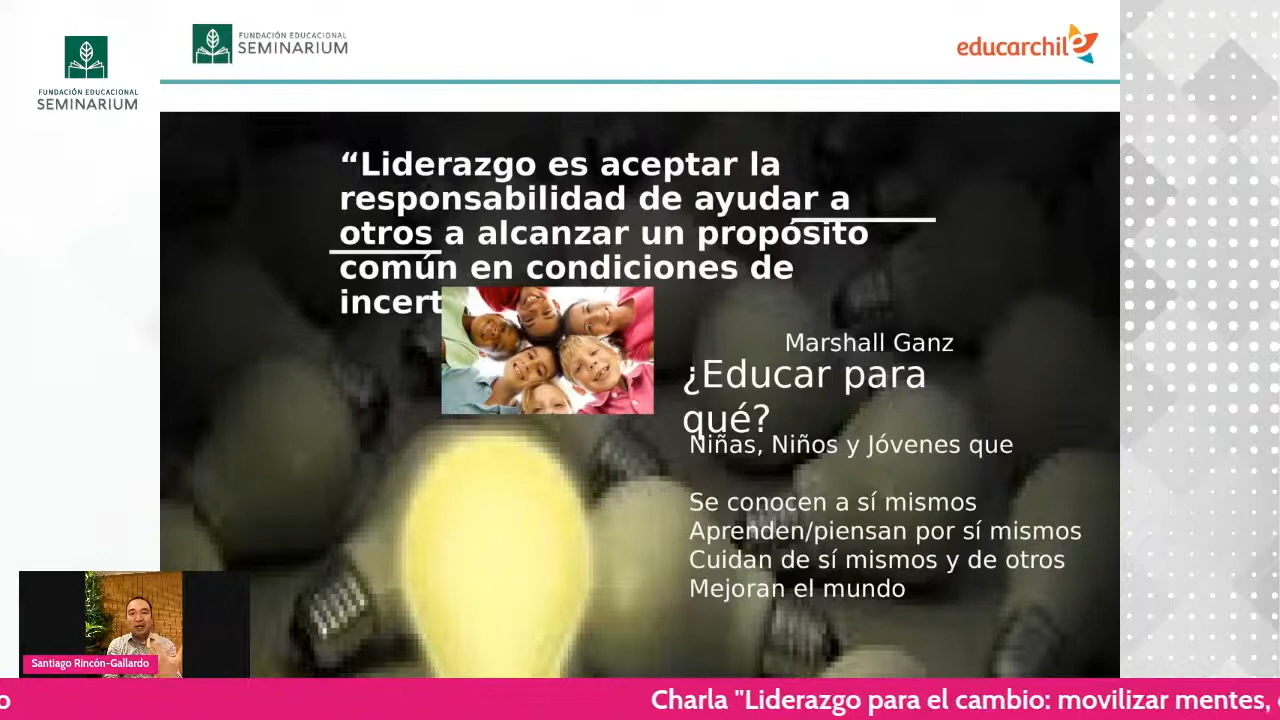 FUNDACIÓN EDUCACIONAL
SEMINARIUM
FUNDACIÓN EDUCACIONAL
SEMINARIUM
educarchile
“Liderazgo es aceptar la
responsabilidad de ayudar a
otros a alcanzar un propósito
común en condiciones de
incert
Marshall Ganz
¿Educar para
qué?
Niñas, Niños y Jóvenes que
Se conocen a sí mismos
Aprenden/piensan por sí mismos
Cuidan de sí mismos y de otros
Mejoran el mundo
Santiago Rincón-Gallardo
o
Charla "Liderazgo para el cambio: movilizar mentes,